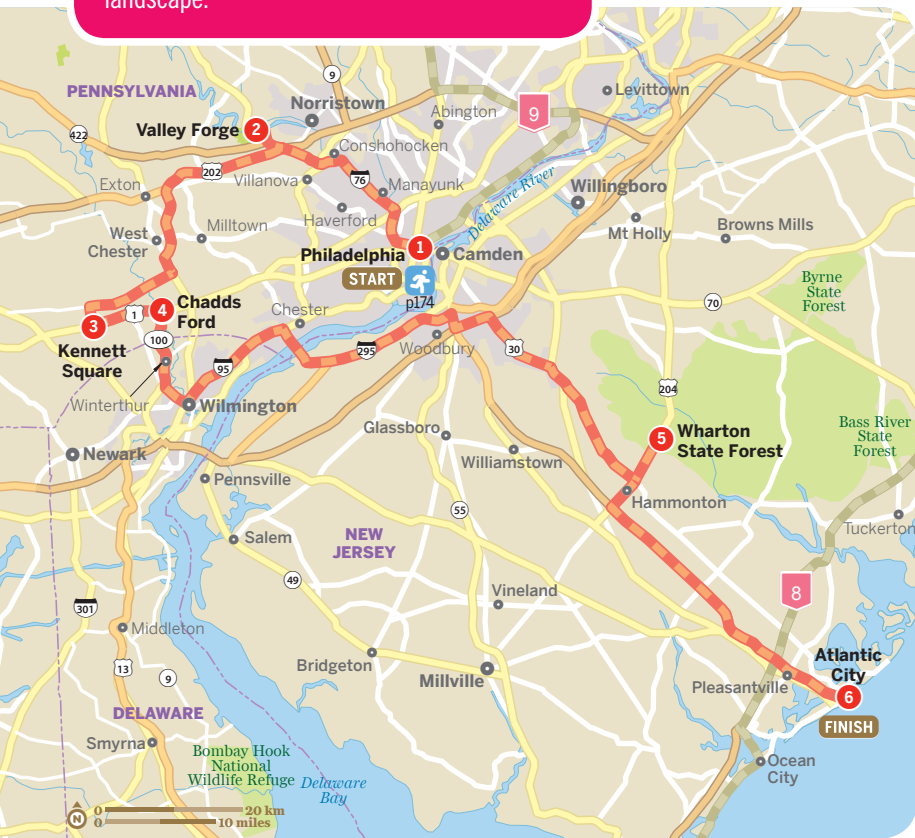 landscape.
PENNSYLVANIA
9
Norristown
Abington
9
Levittown
422
Valley Forge 2
Conshohocken
202
Exton
Villanova
76
Manayunk
Delaware River
Willingboro
Haverford
West
Chester
Milltown
Mt Holly
Browns Mills
Philadelphia 1
Camden
START
p174
Byrne
State
Forest
70
4 Chadds
Ford
1
3
Kennett
Square
100
Chester
95
295
Woodbury
30
204
Winterthur
Wilmington
Glassboro
5 Wharton
State Forest
Bass River
State
Forest
Newark
Williamstown
Pennsville
Hammonton
55
Tuckerton
Salem
NEW
JERSEY
49
Vineland
8
301
Middleton
Bridgeton
Millville
Atlantic
City
6
Pleasantville
FINISH
13
9
DELAWARE
Smyrna
Bombay Hook
National
Wildlife Refuge
Delaware
Bay
Ocean
City
N
0 20 km
0 10 miles